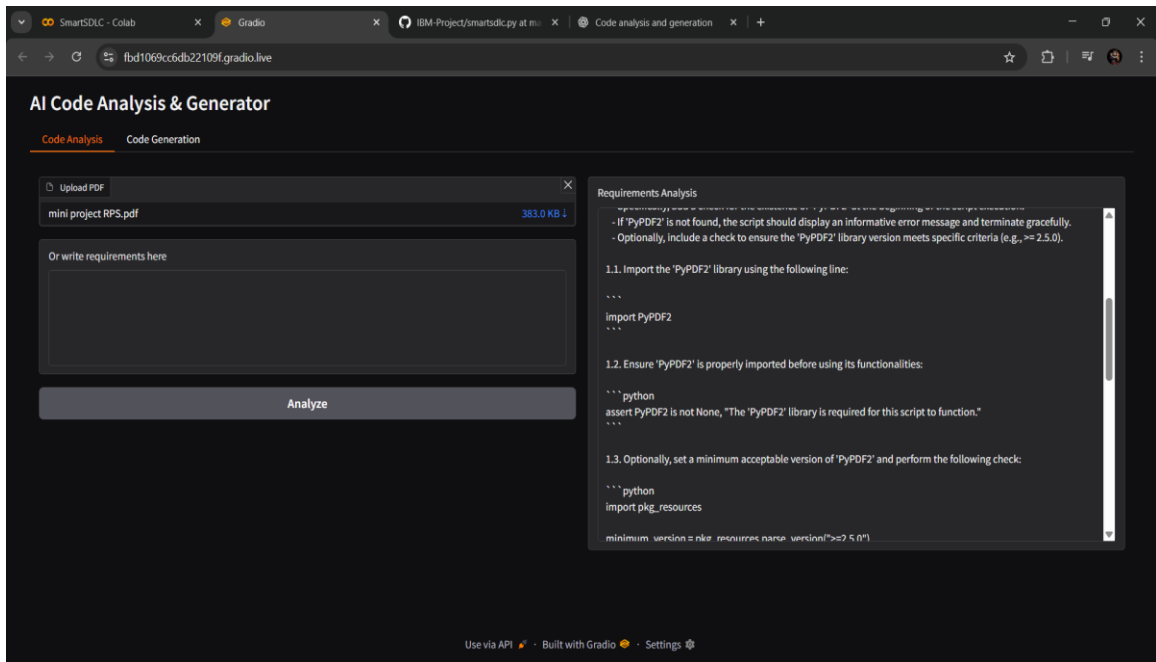 SmartSDLC - Colab
Gradio
IBM-Project/smartsdlc.py at ma
Code analysis and generation
fbd1069cc6db22109f.gradio.live
AI Code Analysis & Generator
Code Analysis
Code Generation
Upload PDF
mini project RPS.pdf
383.0 KB ↓
Or write requirements here
Analyze
Requirements Analysis
- If 'PyPDF2' is not found, the script should display an informative error message and terminate gracefully.
- Optionally, include a check to ensure the 'PyPDF2' library version meets specific criteria (e.g., >= 2.5.0).
1.1. Import the 'PyPDF2' library using the following line:
```
import PyPDF2
```
1.2. Ensure 'PyPDF2' is properly imported before using its functionalities:
```python
assert PyPDF2 is not None, "The 'PyPDF2' library is required for this script to function."
```
1.3. Optionally, set a minimum acceptable version of 'PyPDF2' and perform the following check:
```python
import pkg_resources
minimum_version = pkg_resources.parse_version(">=2.5.0")
Use via API · Built with Gradio · Settings